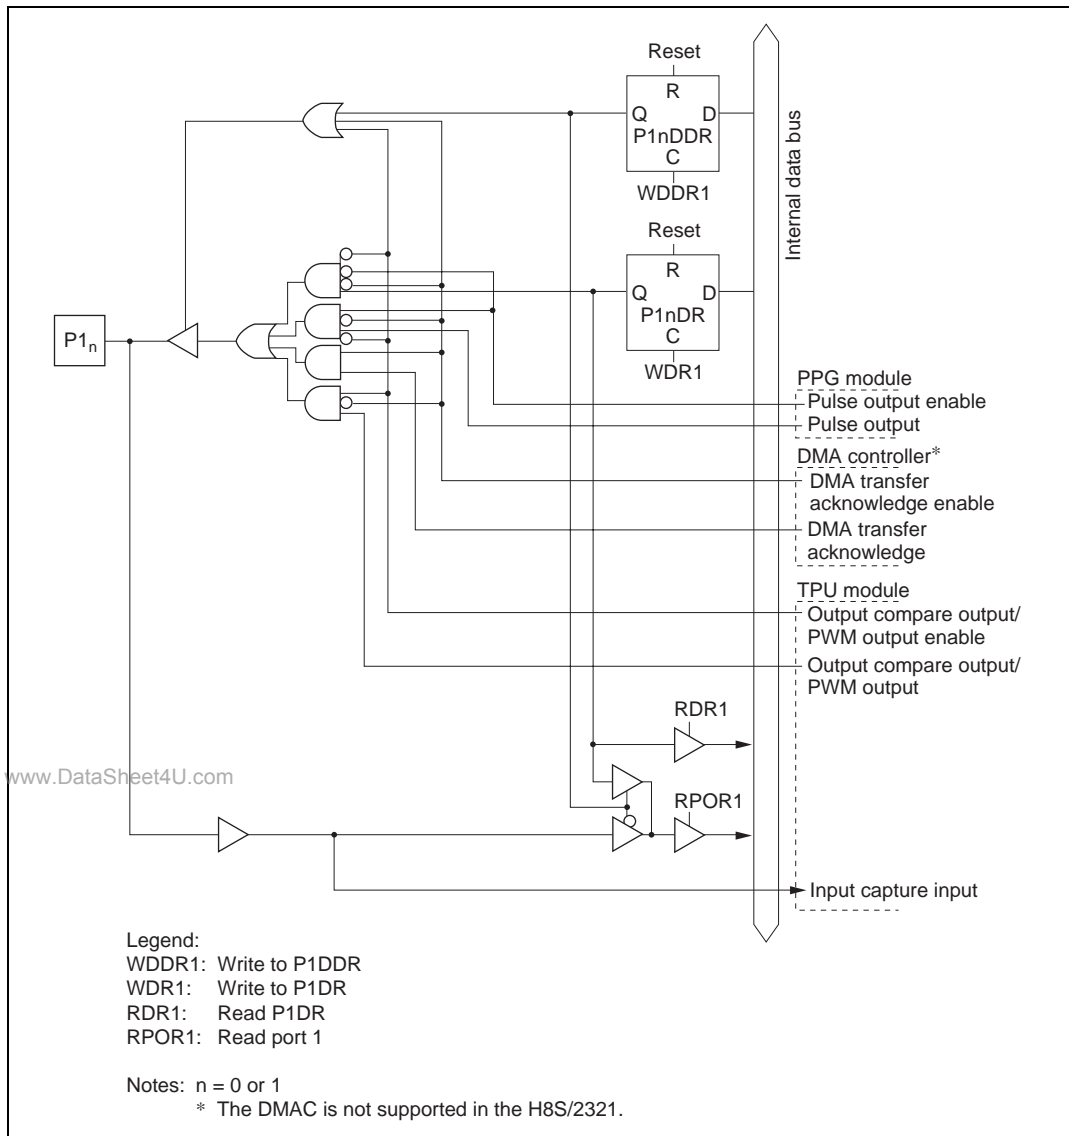 Reset
R
Q D
P1nDDR
C
WDDR1
Internal data bus
Reset
R
Q D
P1nDR
C
WDR1
P1n
PPG module
Pulse output enable
Pulse output
DMA controller*
DMA transfer
acknowledge enable
DMA transfer
acknowledge
TPU module
Output compare output/
PWM output enable
Output compare output/
PWM output
RDR1
www.DataSheet4U.com
RPOR1
Input capture input
Legend:
WDDR1: Write to P1DDR
WDR1: Write to P1DR
RDR1: Read P1DR
RPOR1: Read port 1
Notes: n = 0 or 1
* The DMAC is not supported in the H8S/2321.